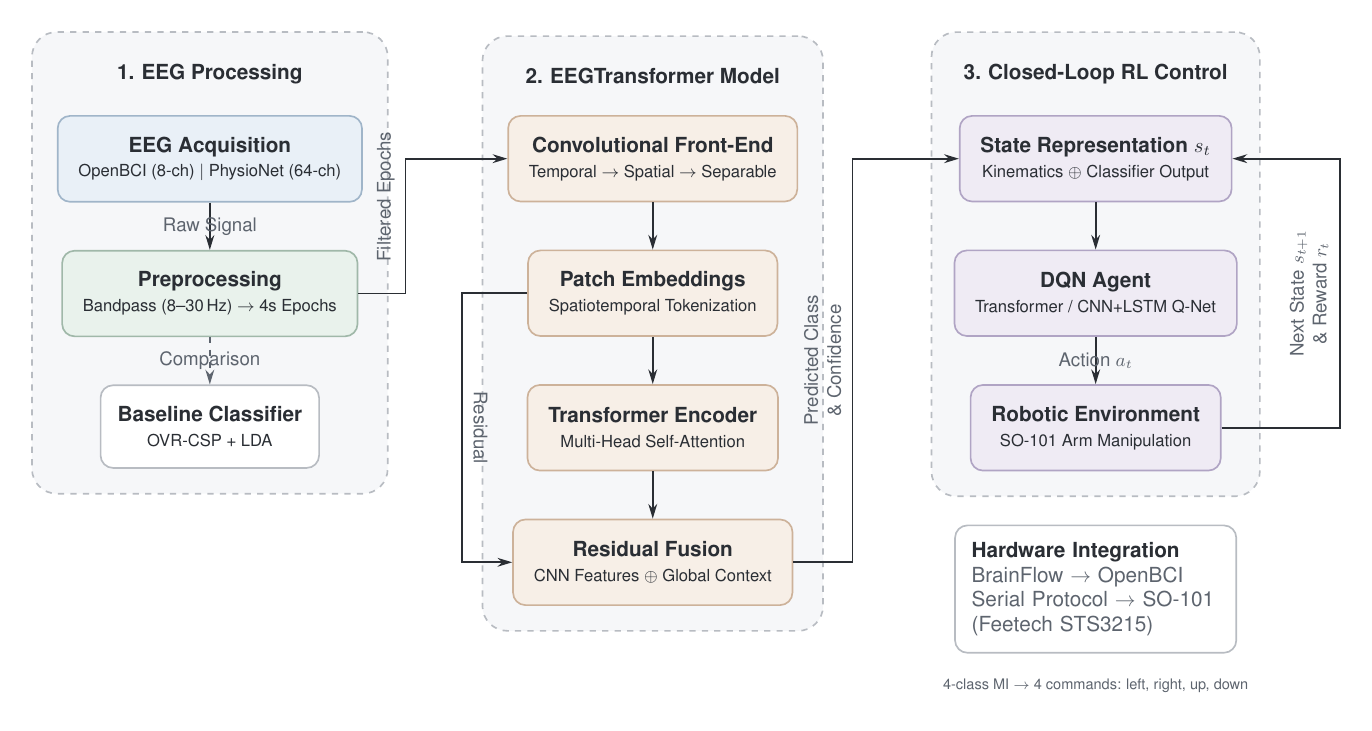 1. EEG Processing
EEG Acquisition
OpenBCI (8-ch) | PhysioNet (64-ch)
Raw Signal
Preprocessing
Bandpass (8–30 Hz) → 4s Epochs
Comparison
Baseline Classifier
OVR-CSP + LDA
Filtered Epochs
2. EEGTransformer Model
Convolutional Front-End
Temporal → Spatial → Separable
Patch Embeddings
Spatiotemporal Tokenization
Transformer Encoder
Multi-Head Self-Attention
Residual
Residual Fusion
CNN Features ⊕ Global Context
Predicted Class
& Confidence
3. Closed-Loop RL Control
State Representation s_t
Kinematics ⊕ Classifier Output
DQN Agent
Transformer / CNN+LSTM Q-Net
Action a_t
Robotic Environment
SO-101 Arm Manipulation
Next State s_{t+1}
& Reward r_t
Hardware Integration
BrainFlow → OpenBCI
Serial Protocol → SO-101
(Feetech STS3215)
4-class MI → 4 commands: left, right, up, down